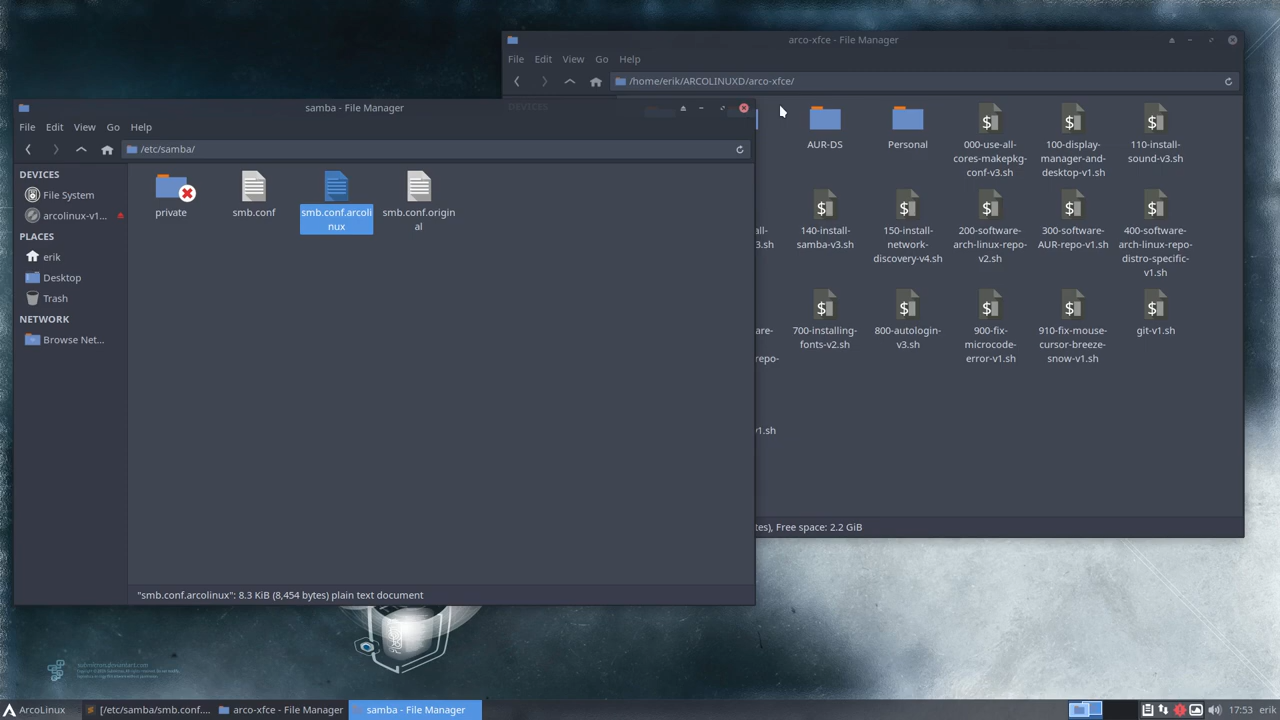 arco-xfce - File Manager
File Edit View Go Help
/home/erik/ARCOLINUXD/arco-xfce/
DEVICES
AUR-DS
Personal
000-use-all-
cores-makepkg-
conf-v3.sh
100-display-
manager-and-
desktop-v1.sh
110-install-
sound-v3.sh
all-
v3.sh
140-install-
samba-v3.sh
150-install-
network-
discovery-v4.sh
200-software-
arch-linux-repo-
v2.sh
300-software-
AUR-repo-v1.sh
400-software-
arch-linux-repo-
distro-specific-
v1.sh
are-
repo-
700-installing-
fonts-v2.sh
800-autologin-
v3.sh
900-fix-
microcode-
error-v1.sh
910-fix-mouse-
cursor-breeze-
snow-v1.sh
git-v1.sh
v1.sh
tes), Free space: 2.2 GiB
samba - File Manager
File Edit View Go Help
/etc/samba/
DEVICES
File System
arcolinux-v1...
PLACES
erik
Desktop
Trash
NETWORK
Browse Net...
private
smb.conf
smb.conf.arcoli
nux
smb.conf.origin
al
"smb.conf.arcolinux": 8.3 KiB (8,454 bytes) plain text document
ArcoLinux
[/etc/samba/smb.conf....
arco-xfce - File Manager
samba - File Manager
17:53 erik